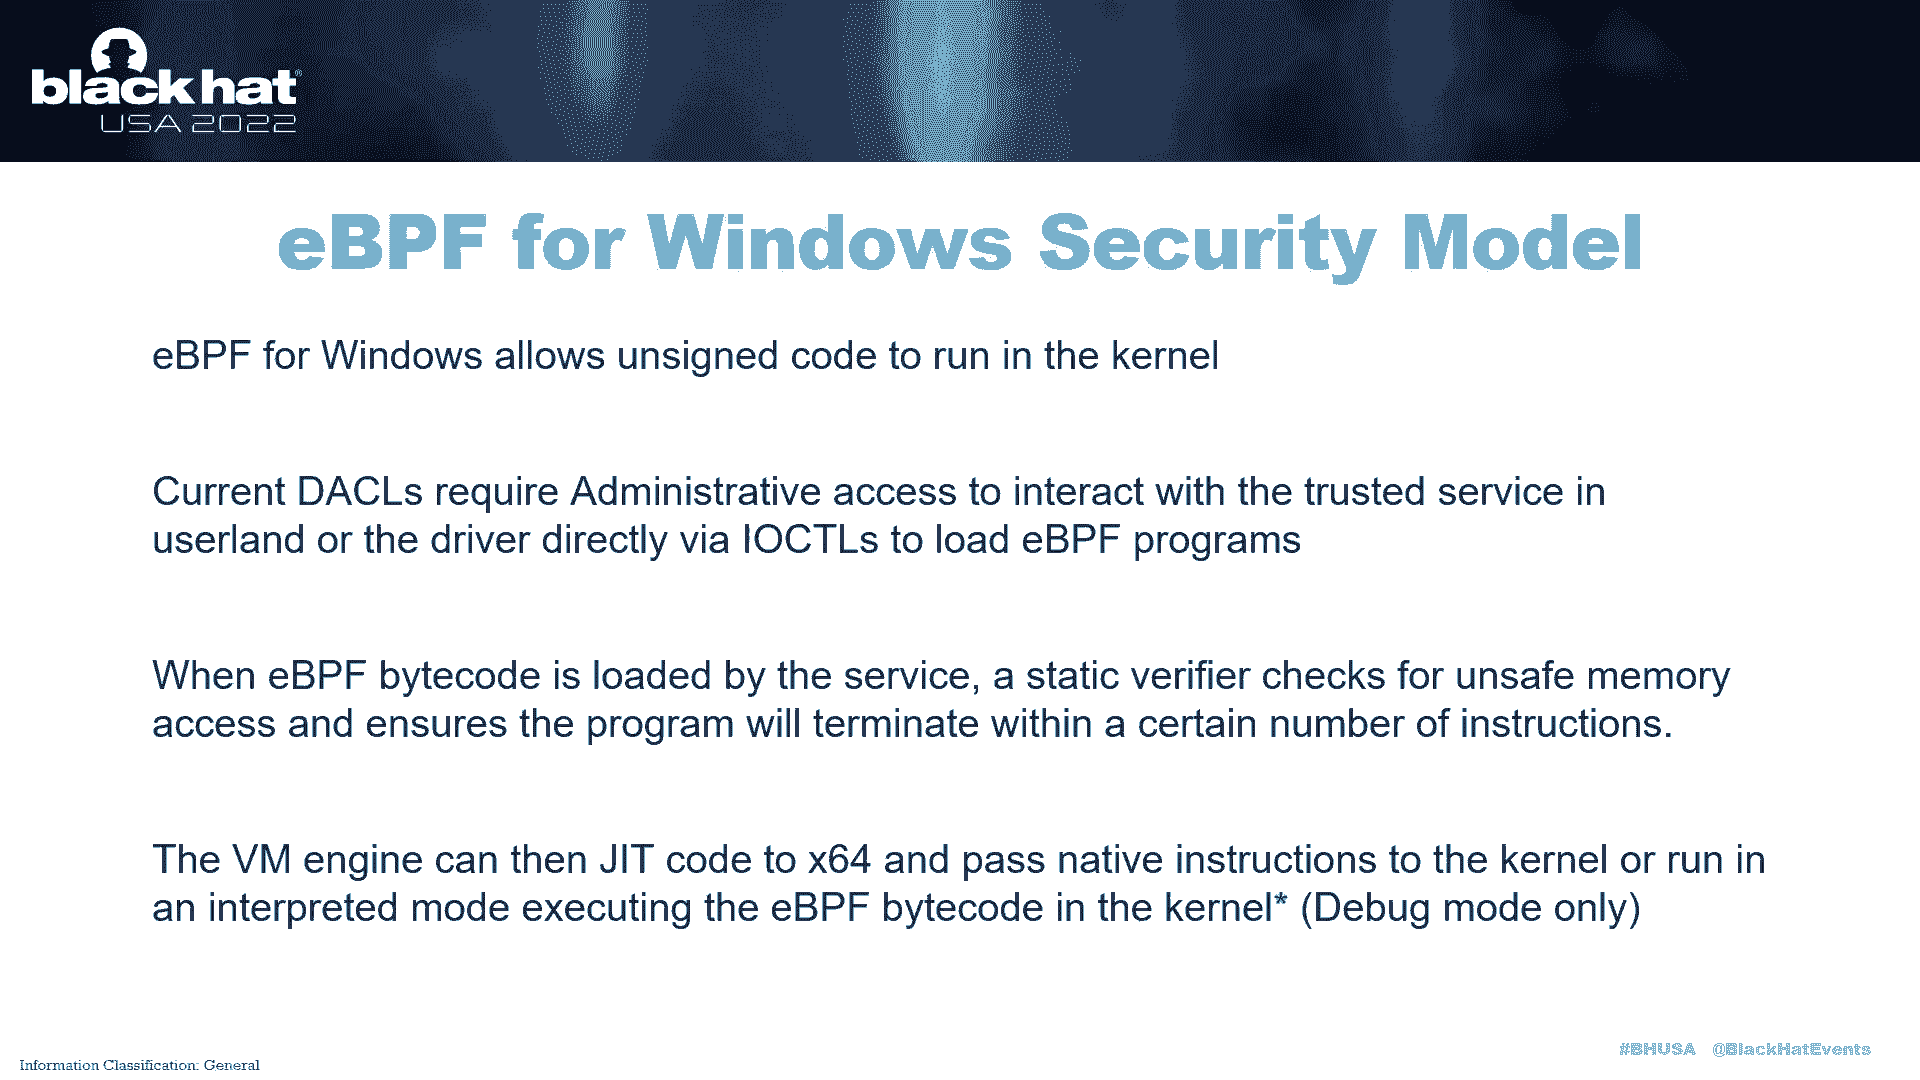 black hat®
USA 2022
eBPF for Windows Security Model
eBPF for Windows allows unsigned code to run in the kernel
Current DACLs require Administrative access to interact with the trusted service in
userland or the driver directly via IOCTLs to load eBPF programs
When eBPF bytecode is loaded by the service, a static verifier checks for unsafe memory
access and ensures the program will terminate within a certain number of instructions.
The VM engine can then JIT code to x64 and pass native instructions to the kernel or run in
an interpreted mode executing the eBPF bytecode in the kernel* (Debug mode only)
#BHUSA @BlackHatEvents
Information Classification: General